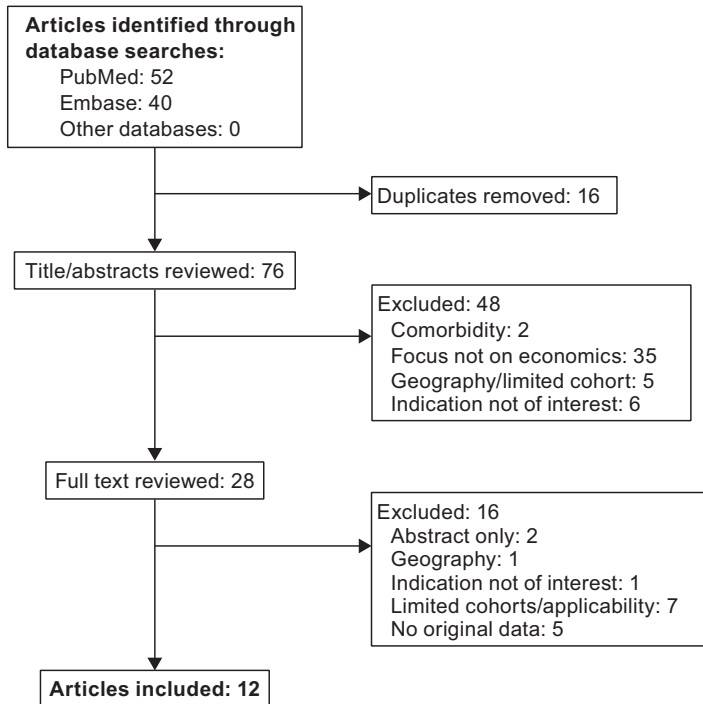 Articles identified through
database searches:
PubMed: 52
Embase: 40
Other databases: 0
Duplicates removed: 16
Title/abstracts reviewed: 76
Excluded: 48
Comorbidity: 2
Focus not on economics: 35
Geography/limited cohort: 5
Indication not of interest: 6
Full text reviewed: 28
Excluded: 16
Abstract only: 2
Geography: 1
Indication not of interest: 1
Limited cohorts/applicability: 7
No original data: 5
Articles included: 12